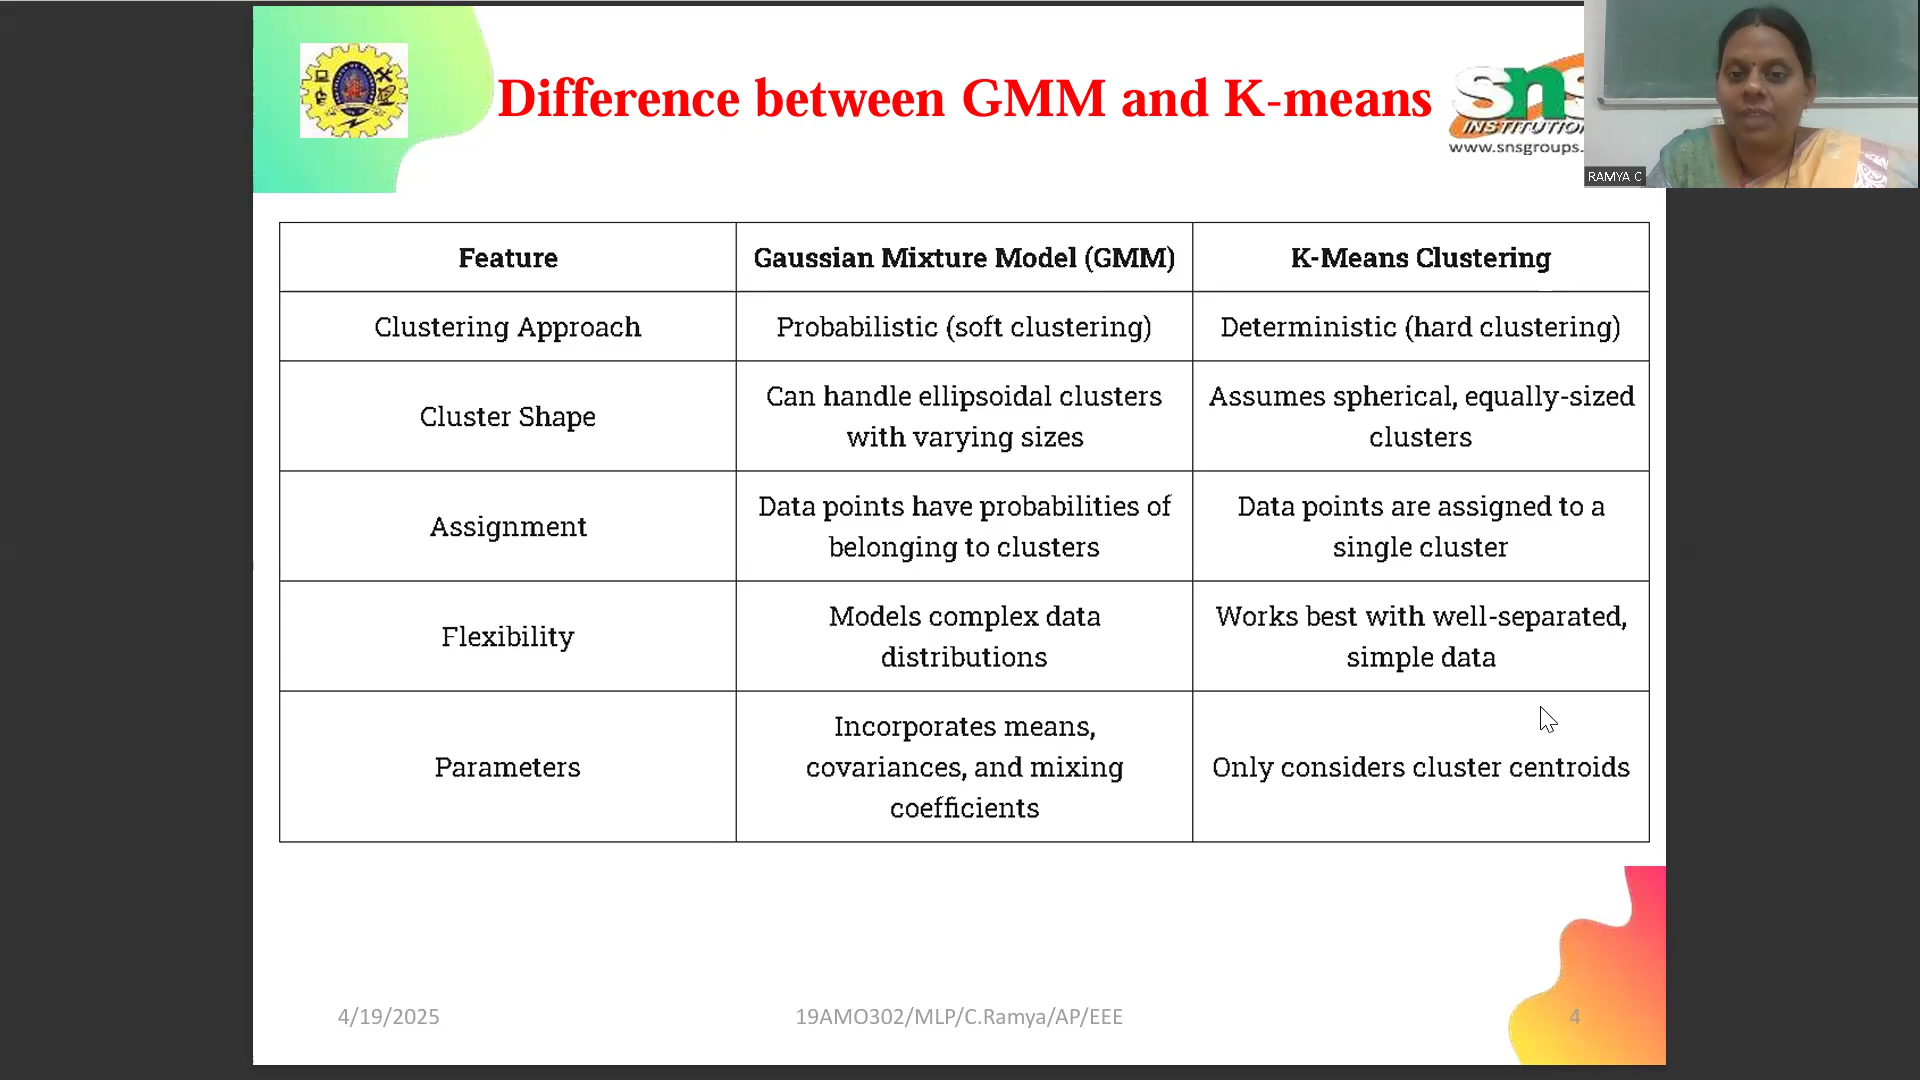 Difference between GMM and K-means
sns
INSTITUTIO
www.snsgroups.
RAMYA C
Feature
Gaussian Mixture Model (GMM)
K-Means Clustering
Clustering Approach
Probabilistic (soft clustering)
Deterministic (hard clustering)
Cluster Shape
Can handle ellipsoidal clusters
with varying sizes
Assumes spherical, equally-sized
clusters
Assignment
Data points have probabilities of
belonging to clusters
Data points are assigned to a
single cluster
Flexibility
Models complex data
distributions
Works best with well-separated,
simple data
Parameters
Incorporates means,
covariances, and mixing
coefficients
Only considers cluster centroids
4/19/2025
19AMO302/MLP/C.Ramya/AP/EEE
4